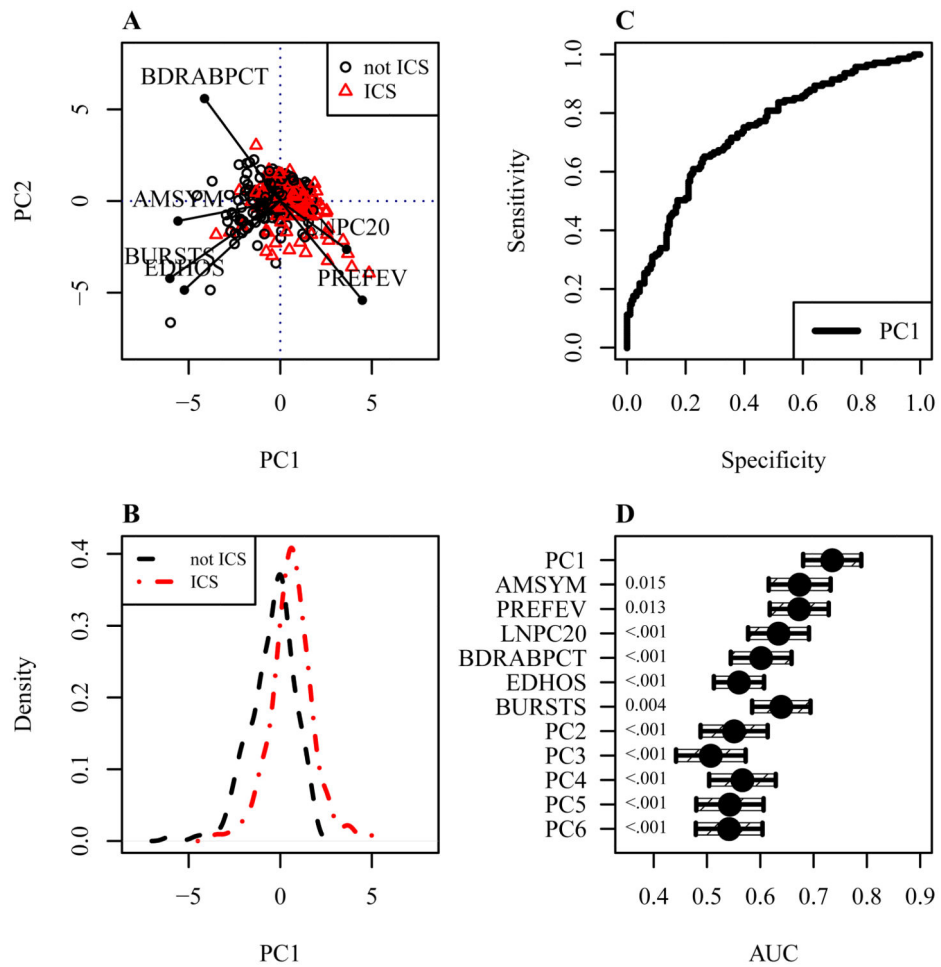 A
not ICS
ICS
BDRABPCT
AMSYM
BURSTS
EDHOS
LNPC20
PREFEV
PC2
5
0
−5
−5
0
5
PC1
C
Sensitivity
1.0
0.8
0.6
0.4
0.2
0.0
PC1
0.0 0.2 0.4 0.6 0.8 1.0
Specificity
B
not ICS
ICS
Density
0.4
0.3
0.2
0.1
0.0
−5 0 5
PC1
D
PC1
AMSYM 0.015
PREFEV 0.013
LNPC20 <.001
BDRABPCT <.001
EDHOS <.001
BURSTS 0.004
PC2 <.001
PC3 <.001
PC4 <.001
PC5 <.001
PC6 <.001
0.4 0.5 0.6 0.7 0.8 0.9
AUC